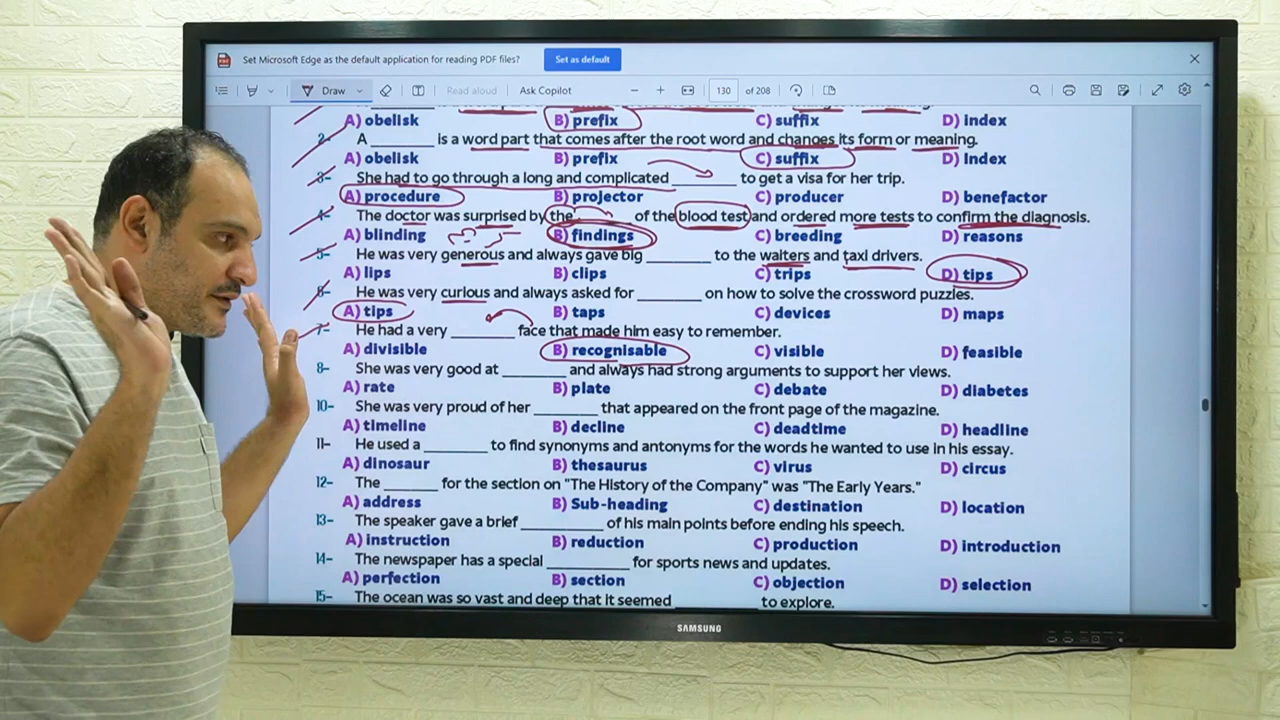 Set Microsoft Edge as the default application for reading PDF files? Set as default
Draw Read aloud Ask Copilot 130 of 208
A) obelisk B) prefix C) suffix D) index
2- A ________ is a word part that comes after the root word and changes its form or meaning.
A) obelisk B) prefix C) suffix D) Index
3- She had to go through a long and complicated ________ to get a visa for her trip.
A) procedure B) projector C) producer D) benefactor
4- The doctor was surprised by the ________ of the blood test and ordered more tests to confirm the diagnosis.
A) blinding B) findings C) breeding D) reasons
5- He was very generous and always gave big ________ to the waiters and taxi drivers.
A) lips B) clips C) trips D) tips
6- He was very curious and always asked for ________ on how to solve the crossword puzzles.
A) tips B) taps C) devices D) maps
7- He had a very ________ face that made him easy to remember.
A) divisible B) recognisable C) visible D) feasible
8- She was very good at ________ and always had strong arguments to support her views.
A) rate B) plate C) debate D) diabetes
10- She was very proud of her ________ that appeared on the front page of the magazine.
A) timeline B) decline C) deadtime D) headline
11- He used a ________ to find synonyms and antonyms for the words he wanted to use in his essay.
A) dinosaur B) thesaurus C) virus D) circus
12- The _______ for the section on "The History of the Company" was "The Early Years."
A) address B) Sub-heading C) destination D) location
13- The speaker gave a brief __________ of his main points before ending his speech.
A) instruction B) reduction C) production D) introduction
14- The newspaper has a special __________ for sports news and updates.
A) perfection B) section C) objection D) selection
15- The ocean was so vast and deep that it seemed __________ to explore.
SAMSUNG